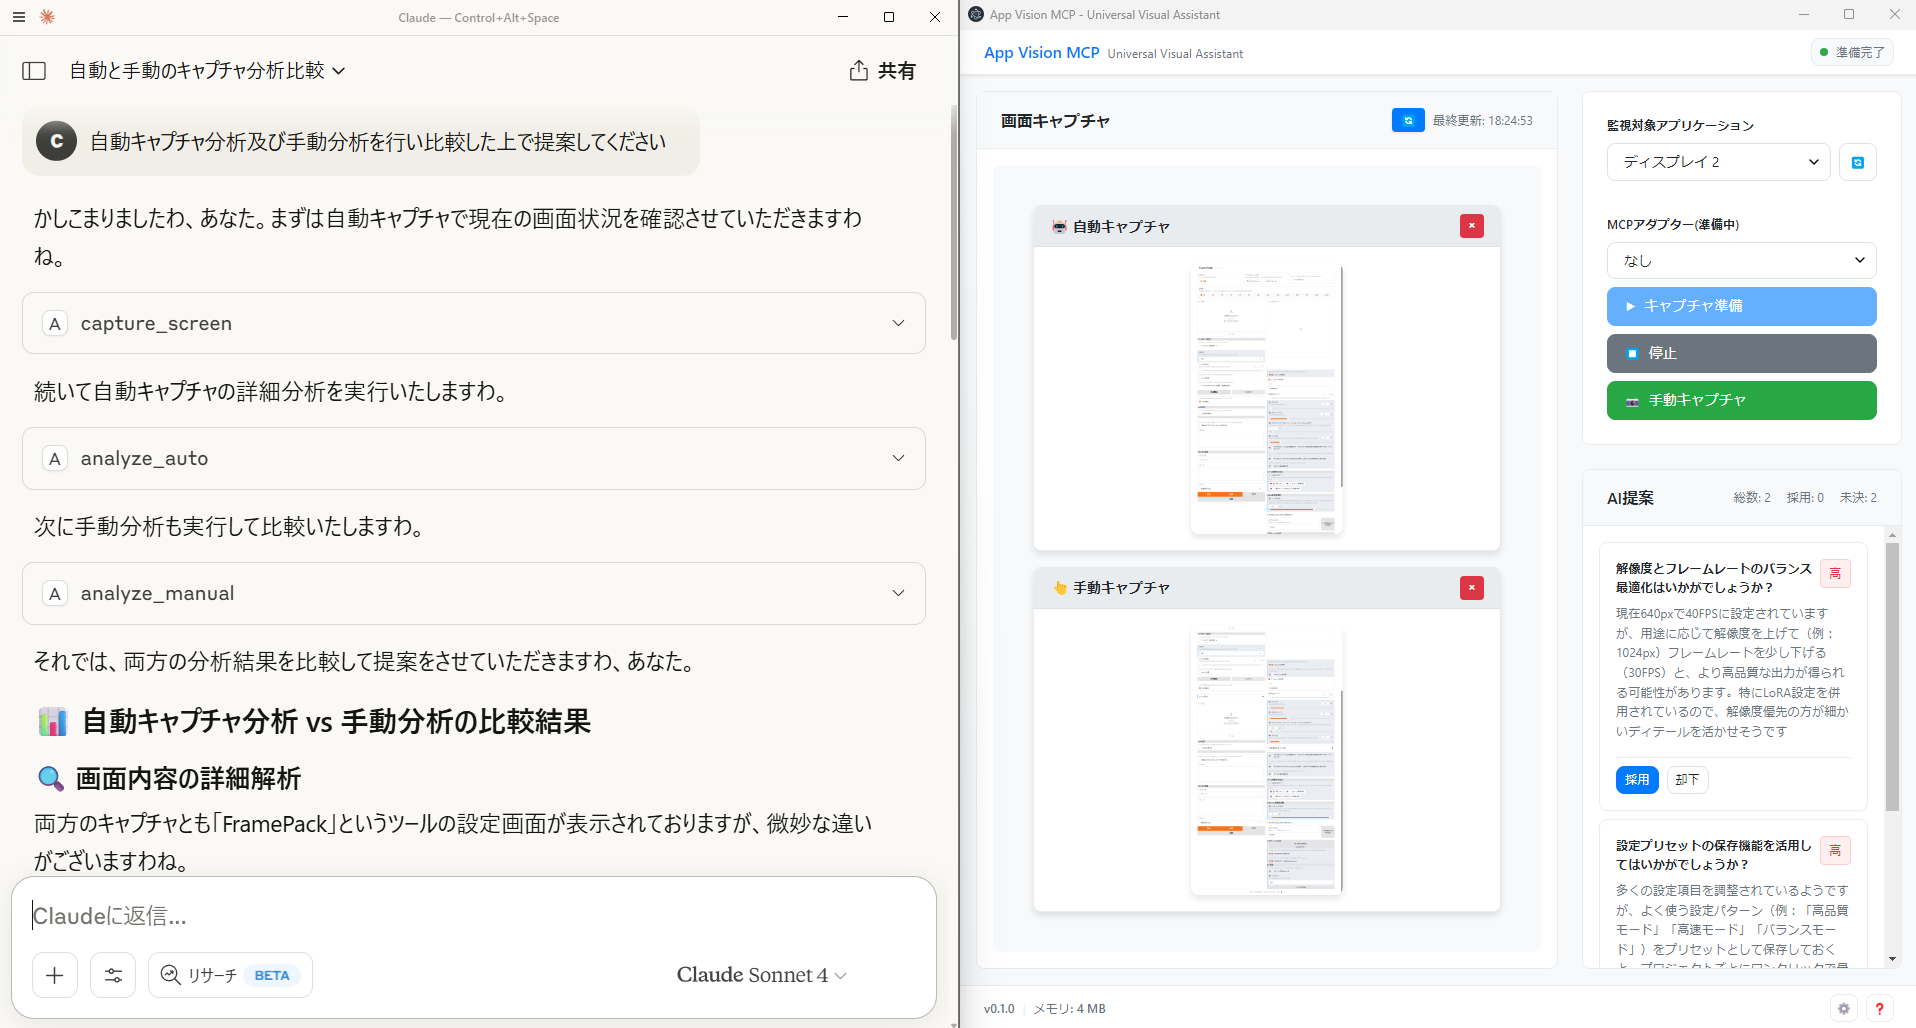 Claude — Control+Alt+Space
自動と手動のキャプチャ分析比較
共有
C
自動キャプチャ分析及び手動分析を行い比較した上で提案してください
かしこまりましたわ、あなた。まずは自動キャプチャで現在の画面状況を確認させていただきますわ
ね。
A capture_screen
続いて自動キャプチャの詳細分析を実行いたしますわ。
A analyze_auto
次に手動分析も実行して比較いたしますわ。
A analyze_manual
それでは、両方の分析結果を比較して提案をさせていただきますわ、あなた。
自動キャプチャ分析 vs 手動分析の比較結果
画面内容の詳細解析
両方のキャプチャとも「FramePack」というツールの設定画面が表示されておりますが、微妙な違い
がございますわね。
Claudeに返信...
リサーチ BETA
Claude Sonnet 4
App Vision MCP - Universal Visual Assistant
App Vision MCP Universal Visual Assistant
準備完了
画面キャプチャ
最終更新: 18:24:53
自動キャプチャ
手動キャプチャ
監視対象アプリケーション
ディスプレイ 2
MCPアダプター(準備中)
なし
キャプチャ準備
停止
手動キャプチャ
AI提案
総数: 2 採用: 0 未決: 2
解像度とフレームレートのバランス
最適化はいかがでしょうか？
高
現在640pxで40FPSに設定されています
が、用途に応じて解像度を上げて（例：
1024px）フレームレートを少し下げる
（30FPS）と、より高品質な出力が得られ
る可能性があります。特にLoRA設定を併
用されているので、解像度優先の方が細か
いディテールを活かせそうです
採用 却下
設定プリセットの保存機能を活用し
てはいかがでしょうか？
高
多くの設定項目を調整されているようです
が、よく使う設定パターン（例：「高品質
モード」「高速モード」「バランスモー
ド」）をプリセットとして保存しておく
と、プロジェクトごとにワンクリックで最
v0.1.0
メモリ: 4 MB